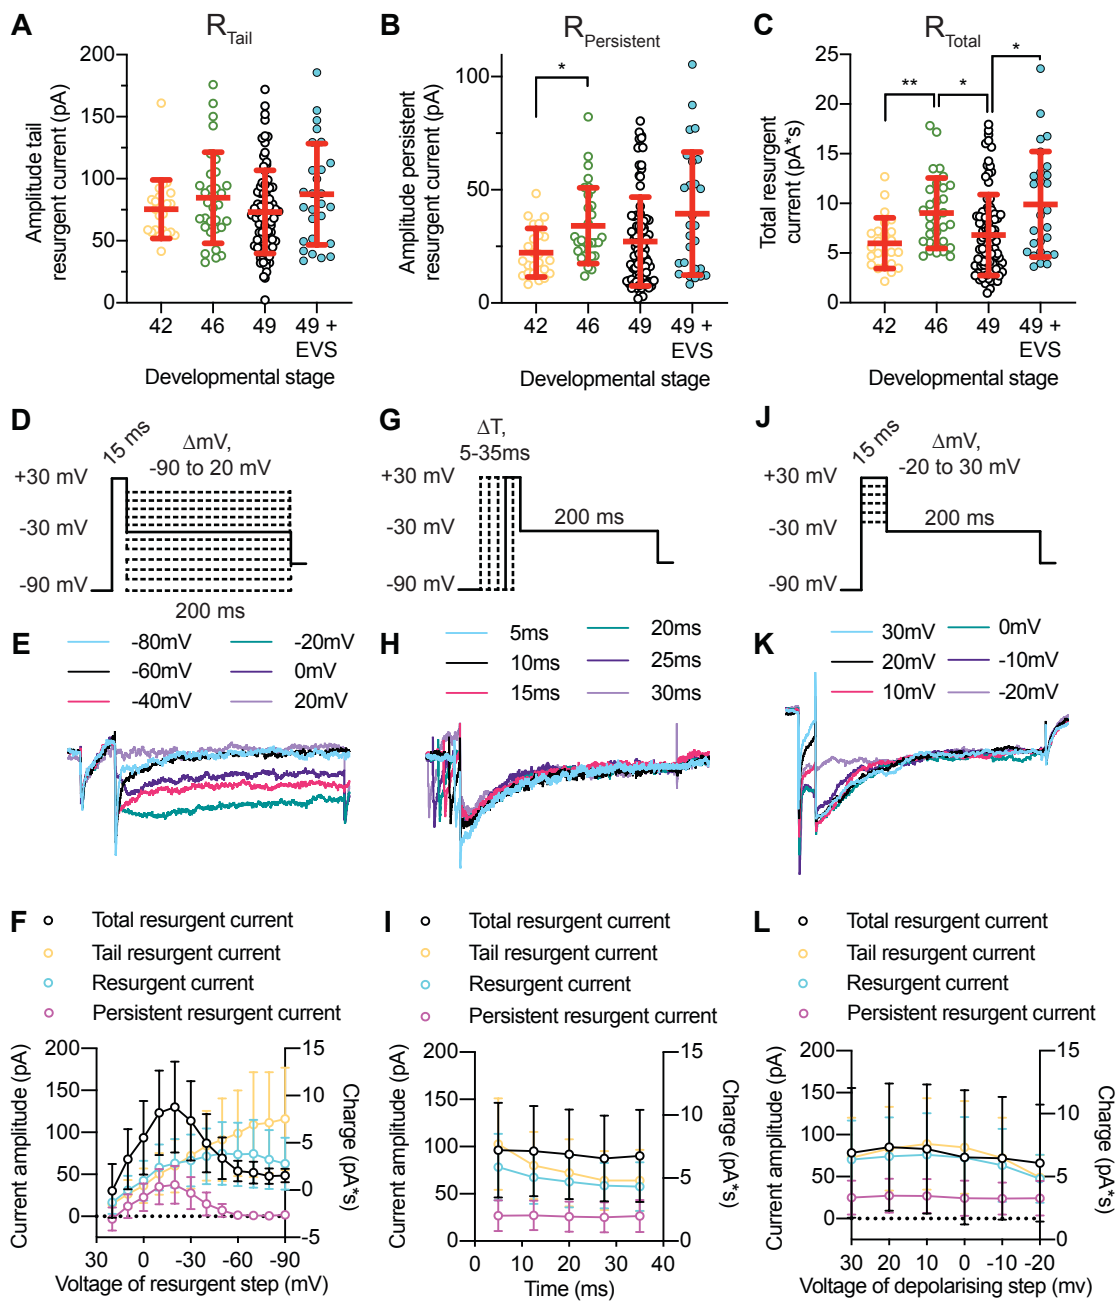 A
R_Tail
Amplitude tail
resurgent current (pA)
200
150
100
50
0
42
46
49
49 +
EVS
Developmental stage
B
R_Persistent
Amplitude persistent
resurgent current (pA)
100
50
0
*
42
46
49
49 +
EVS
Developmental stage
C
R_Total
Total resurgent
current (pA*s)
25
20
15
10
5
0
**
*
*
42
46
49
49 +
EVS
Developmental stage
D
15 ms
ΔmV,
-90 to 20 mV
+30 mV
-30 mV
-90 mV
200 ms
G
ΔT,
5-35ms
+30 mV
-30 mV
-90 mV
200 ms
J
15 ms
ΔmV,
-20 to 30 mV
+30 mV
-30 mV
-90 mV
200 ms
E
-80mV
-60mV
-40mV
-20mV
0mV
20mV
H
5ms
10ms
15ms
20ms
25ms
30ms
K
30mV
20mV
10mV
0mV
-10mV
-20mV
F
Total resurgent current
Tail resurgent current
Resurgent current
Persistent resurgent current
Current amplitude (pA)
200
150
100
50
0
15
10
5
0
-5
Charge (pA*s)
30
0
-30
-60
-90
Voltage of resurgent step (mV)
I
Total resurgent current
Tail resurgent current
Resurgent current
Persistent resurgent current
Current amplitude (pA)
200
150
100
50
0
15
10
5
0
Charge (pA*s)
0
10
20
30
40
Time (ms)
L
Total resurgent current
Tail resurgent current
Resurgent current
Persistent resurgent current
Current amplitude (pA)
200
150
100
50
0
15
10
5
0
Charge (pA*s)
30
20
10
0
-10
-20
Voltage of depolarising step (mv)